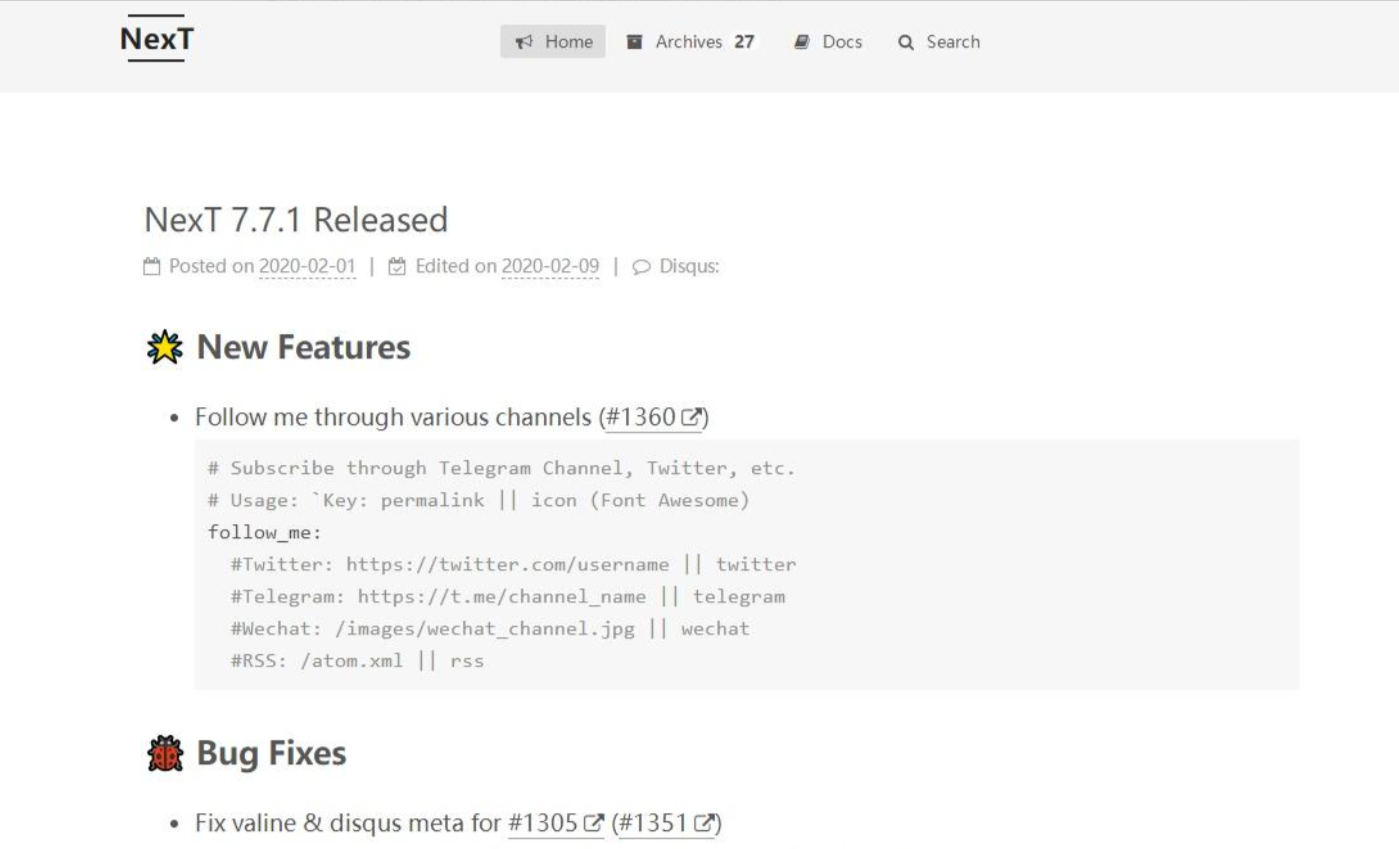 NexT
Home Archives 27 Docs Search
NexT 7.7.1 Released
Posted on 2020-02-01 | Edited on 2020-02-09 | Disqus:
New Features
• Follow me through various channels (#1360)
# Subscribe through Telegram Channel, Twitter, etc.
# Usage: `Key: permalink || icon (Font Awesome)
follow_me:
  #Twitter: https://twitter.com/username || twitter
  #Telegram: https://t.me/channel_name || telegram
  #Wechat: /images/wechat_channel.jpg || wechat
  #RSS: /atom.xml || rss
Bug Fixes
• Fix valine & disqus meta for #1305 (#1351)